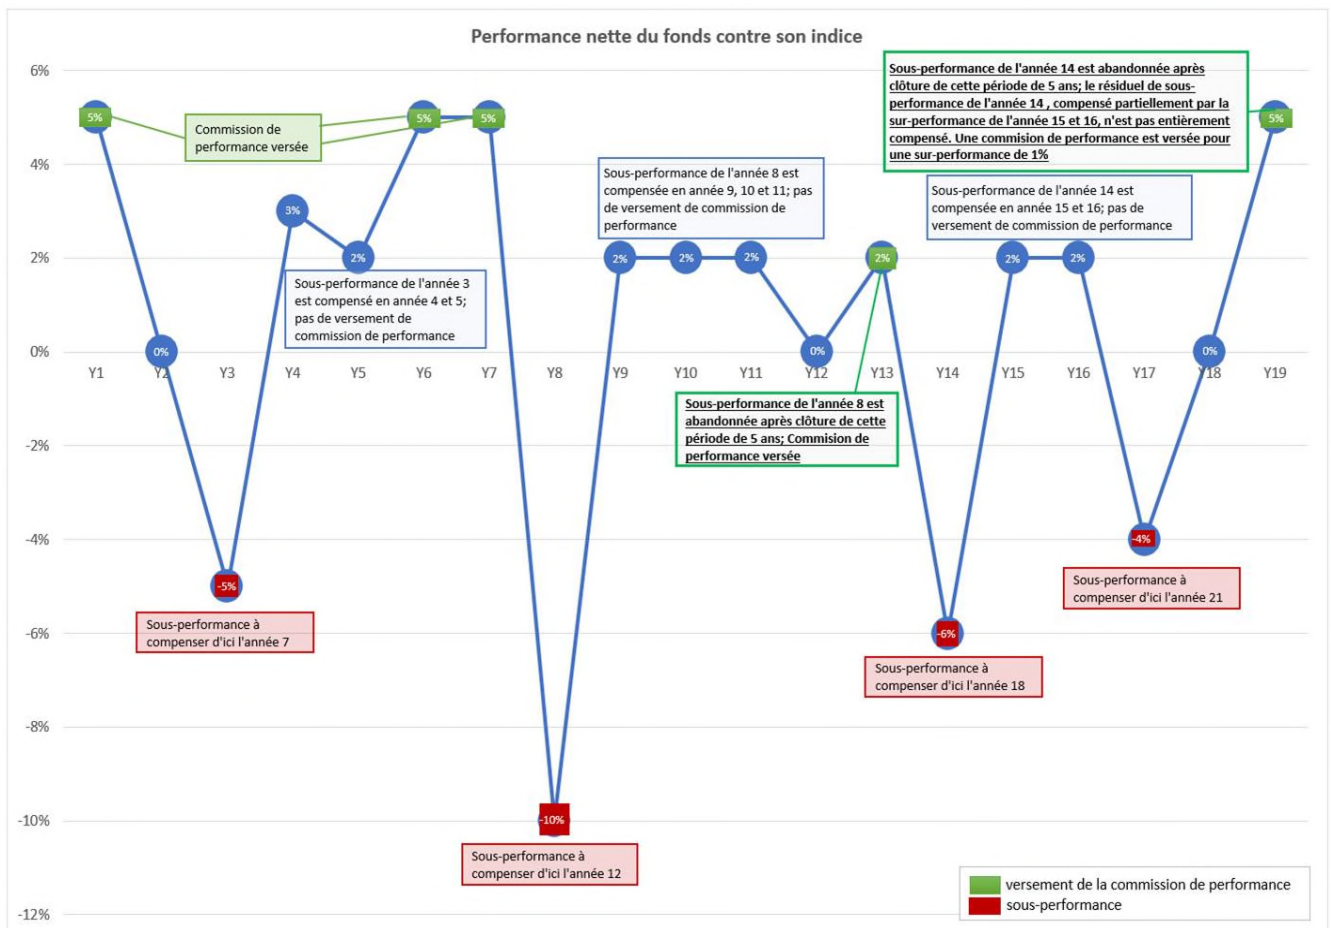 Performance nette du fonds contre son indice
6%
4%
2%
0%
-2%
-4%
-6%
-8%
-10%
-12%
Commission de
performance versée
Sous-performance de l'année 14 est abandonnée après
clôture de cette période de 5 ans; le résiduel de sous-
performance de l'année 14 , compensé partiellement par la
sur-performance de l'année 15 et 16, n'est pas entièrement
compensé. Une commision de performance est versée pour
une sur-performance de 1%
Sous-performance de l'année 8 est
compensée en année 9, 10 et 11; pas
de versement de commission de
performance
Sous-performance de l'année 14 est
compensée en année 15 et 16; pas de
versement de commission de performance
Sous-performance de l'année 3
est compensé en année 4 et 5;
pas de versement de
commission de performance
5%
0%
-5%
3%
2%
5%
5%
-10%
2%
2%
2%
0%
2%
-6%
2%
2%
-4%
0%
5%
Y1
Y2
Y3
Y4
Y5
Y6
Y7
Y8
Y9
Y10
Y11
Y12
Y13
Y14
Y15
Y16
Y17
Y18
Y19
Sous-performance de l'année 8 est
abandonnée après clôture de cette
période de 5 ans; Commision de
performance versée
Sous-performance à
compenser d'ici l'année 7
Sous-performance à
compenser d'ici l'année 12
Sous-performance à
compenser d'ici l'année 18
Sous-performance à
compenser d'ici l'année 21
versement de la commission de performance
sous-performance